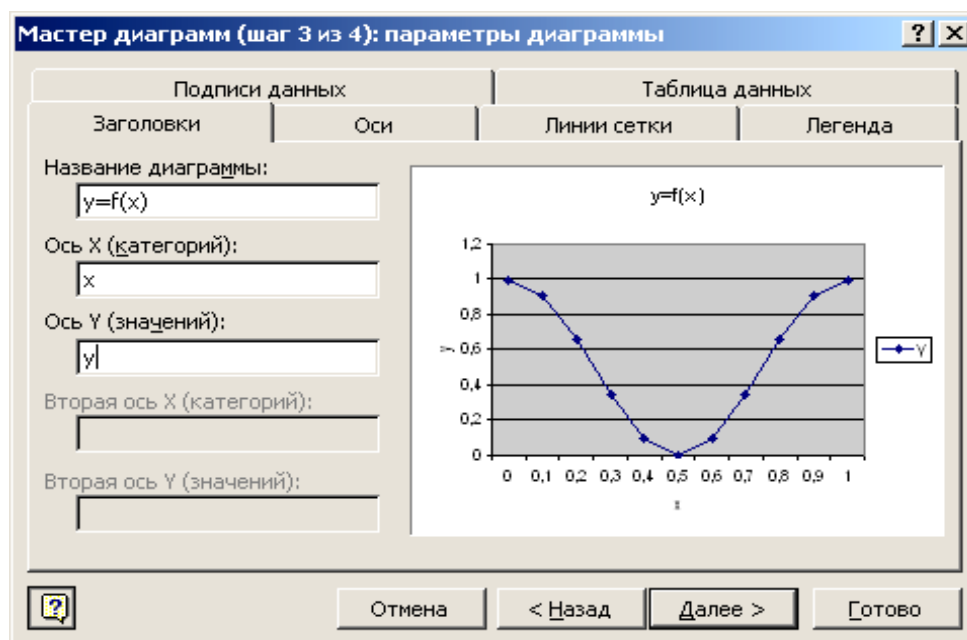 Мастер диаграмм (шаг 3 из 4): параметры диаграммы
Подписи данных
Таблица данных
Заголовки
Оси
Линии сетки
Легенда
Название диаграммы:
y=f(x)
Ось X (категорий):
x
Ось Y (значений):
y
Вторая ось X (категорий):
Вторая ось Y (значений):
y=f(x)
1,2
1
0,8
0,6
0,4
0,2
0
y
0 0,1 0,2 0,3 0,4 0,5 0,6 0,7 0,8 0,9 1
x
Y
Отмена
< Назад
Далее >
Готово